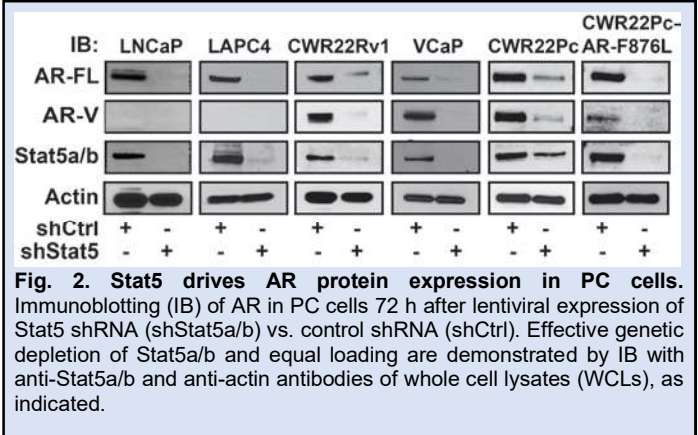 CWR22Pc-
IB: LNCaP LAPC4 CWR22Rv1 VCaP CWR22Pc AR-F876L
AR-FL
AR-V
Stat5a/b
Actin
shCtrl + - + - + - + - + - + -
shStat5 - + - + - + - + - + - +
Fig. 2. Stat5 drives AR protein expression in PC cells.
Immunoblotting (IB) of AR in PC cells 72 h after lentiviral expression of
Stat5 shRNA (shStat5a/b) vs. control shRNA (shCtrl). Effective genetic
depletion of Stat5a/b and equal loading are demonstrated by IB with
anti-Stat5a/b and anti-actin antibodies of whole cell lysates (WCLs), as
indicated.